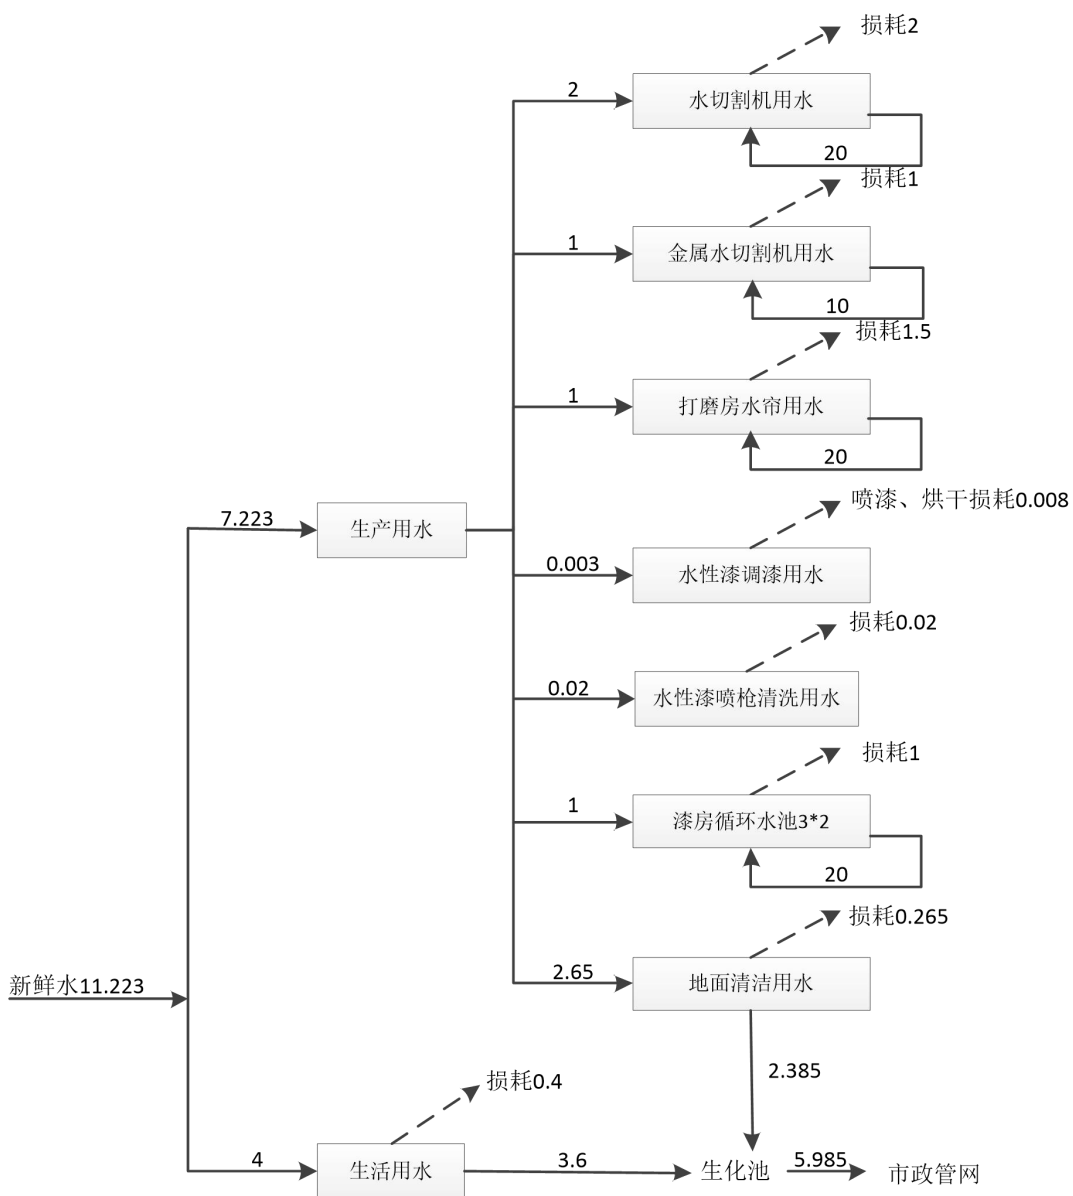 损耗2
2
水切割机用水
20
损耗1
1
金属水切割机用水
10
损耗1.5
1
打磨房水帘用水
20
喷漆、烘干损耗0.008
7.223
生产用水
0.003
水性漆调漆用水
损耗0.02
0.02
水性漆喷枪清洗用水
损耗1
1
漆房循环水池3*2
20
损耗0.265
新鲜水11.223
2.65
地面清洁用水
2.385
损耗0.4
4
生活用水
3.6
生化池
5.985
市政管网